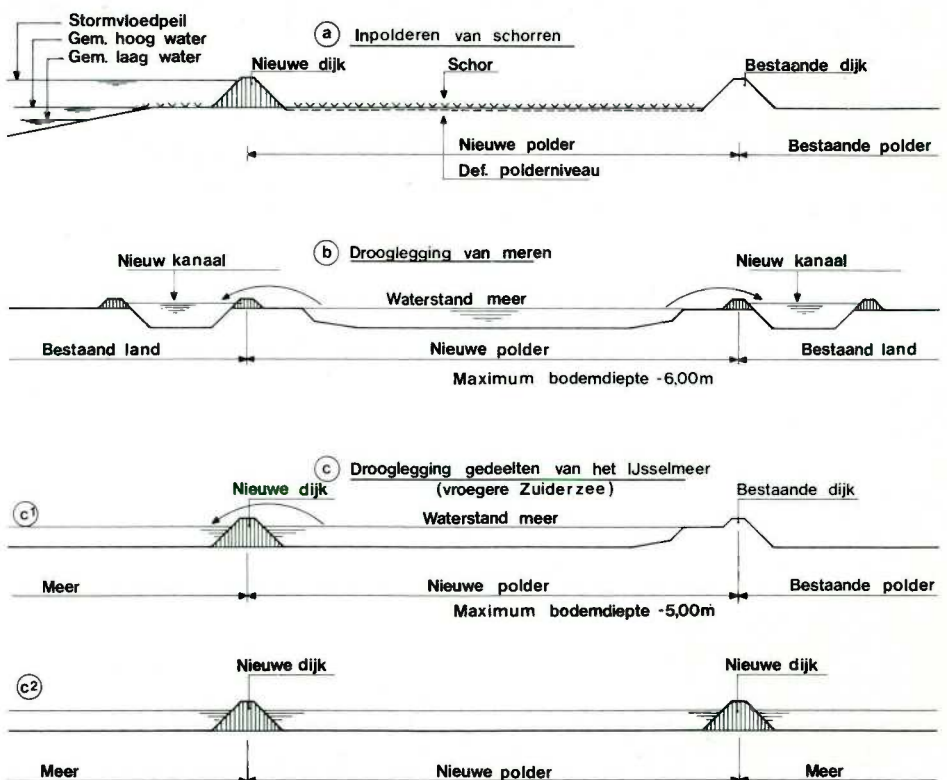 Stormvloedpeil
Gem. hoog water
Gem. laag water
a Inpolderen van schorren
Nieuwe dijk
Schor
Bestaande dijk
Nieuwe polder
Bestaande polder
Def. polderniveau
b Drooglegging van meren
Nieuw kanaal
Nieuw kanaal
Waterstand meer
Bestaand land
Nieuwe polder
Bestaand land
Maximum bodemdiepte -6,00m
c Drooglegging gedeelten van het IJsselmeer
(vroegere Zuiderzee)
Nieuwe dijk
Bestaande dijk
c1
Waterstand meer
Meer
Nieuwe polder
Bestaande polder
Maximum bodemdiepte -5,00m
Nieuwe dijk
Nieuwe dijk
c2
Meer
Nieuwe polder
Meer